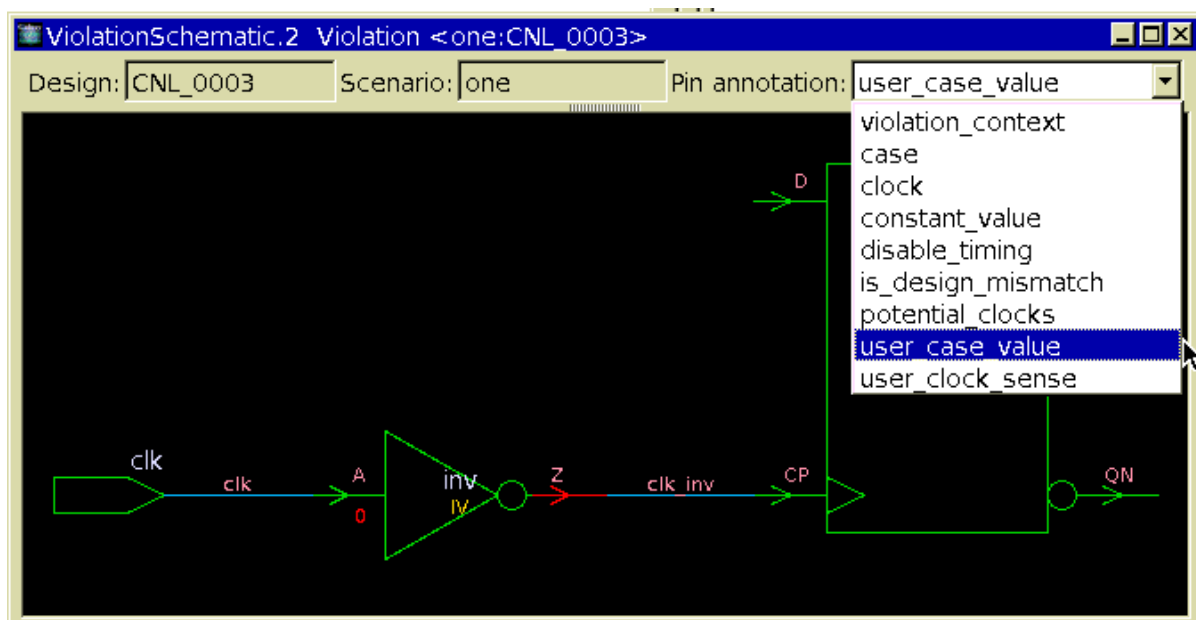 ViolationSchematic.2 Violation <one:CNL_0003>
Design: CNL_0003 Scenario: one Pin annotation: user_case_value
violation_context
case
clock
constant_value
disable_timing
is_design_mismatch
potential_clocks
user_case_value
user_clock_sense
D
clk
clk
A
0
inv
IV
Z
clk_inv
CP
QN